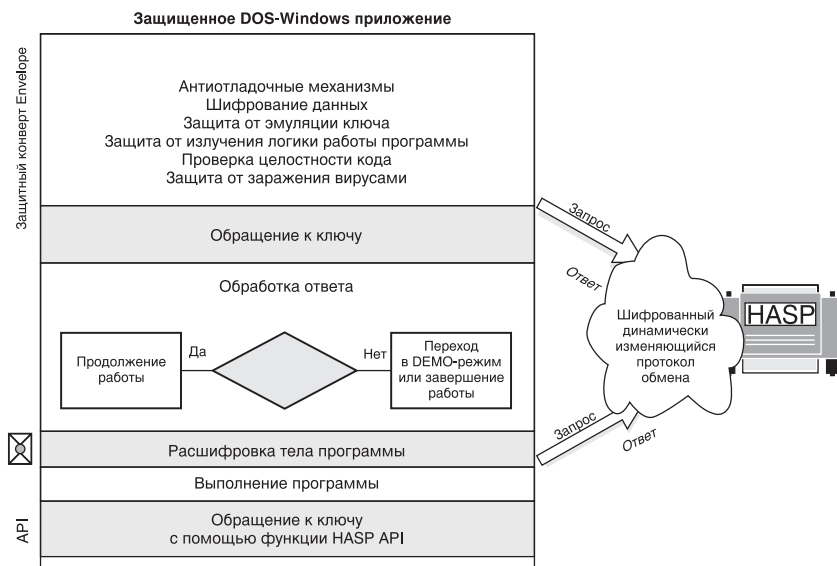 Защищенное DOS-Windows приложение
Защитный конверт Envelope
Антиотладочные механизмы
Шифрование данных
Защита от эмуляции ключа
Защита от излучения логики работы программы
Проверка целостности кода
Защита от заражения вирусами
Обращение к ключу
Запрос
Ответ
Обработка ответа
Продолжение
работы
Да
Нет
Переход
в DEMO-режим
или завершение
работы
Шифрованный
динамически
изменяющийся
протокол
обмена
HASP
Запрос
Ответ
Расшифровка тела программы
Выполнение программы
API
Обращение к ключу
с помощью функции HASP API